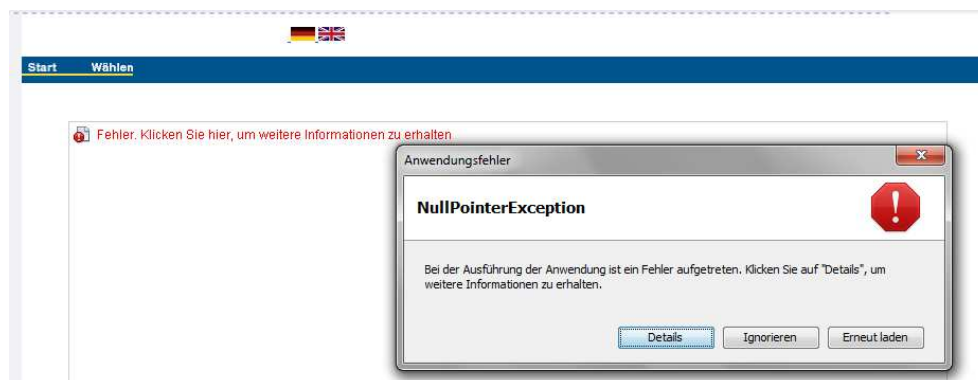 Start Wählen
Fehler. Klicken Sie hier, um weitere Informationen zu erhalten
Anwendungsfehler
NullPointerException
Bei der Ausführung der Anwendung ist ein Fehler aufgetreten. Klicken Sie auf "Details", um
weitere Informationen zu erhalten.
Details Ignorieren Erneut laden